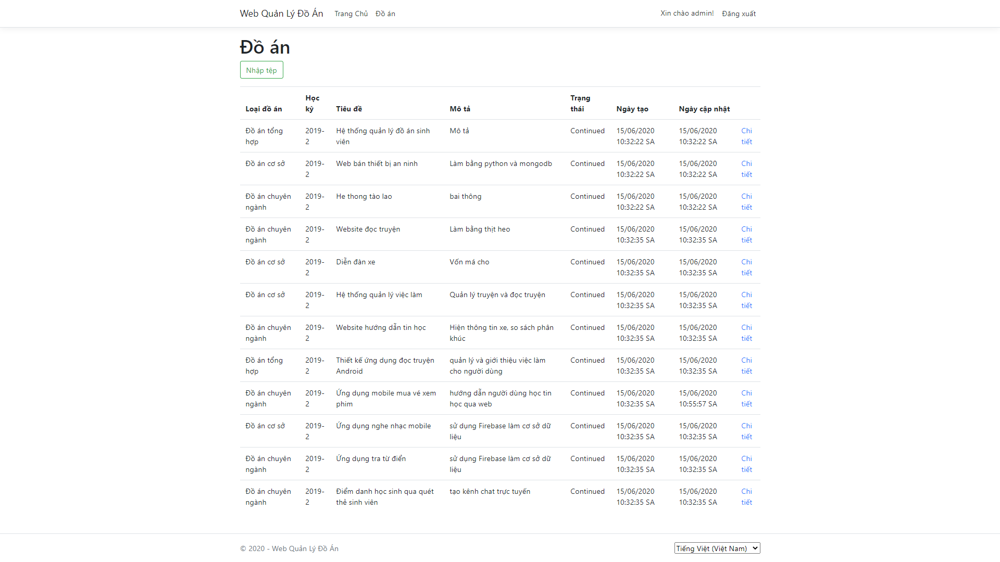 Web Quản Lý Đồ Án Trang Chủ Đồ án Xin chào admin! Đăng xuất
Đồ án
Nhập tệp
Loại đồ án Học kỳ Tiêu đề Mô tả Trạng thái Ngày tạo Ngày cập nhật
Đồ án tổng hợp 2019-2 Hệ thống quản lý đồ án sinh viên Mô tả Continued 15/06/2020 10:32:22 SA 15/06/2020 10:32:22 SA Chi tiết
Đồ án cơ sở 2019-2 Web bán thiết bị an ninh Làm bằng python và mongodb Continued 15/06/2020 10:32:22 SA 15/06/2020 10:32:22 SA Chi tiết
Đồ án chuyên ngành 2019-2 He thong tào lao bai thông Continued 15/06/2020 10:32:22 SA 15/06/2020 10:32:22 SA Chi tiết
Đồ án chuyên ngành 2019-2 Website đọc truyện Làm bằng thịt heo Continued 15/06/2020 10:32:35 SA 15/06/2020 10:32:35 SA Chi tiết
Đồ án cơ sở 2019-2 Diễn đàn xe Vốn má cho Continued 15/06/2020 10:32:35 SA 15/06/2020 10:32:35 SA Chi tiết
Đồ án cơ sở 2019-2 Hệ thống quản lý việc làm Quản lý truyện và đọc truyện Continued 15/06/2020 10:32:35 SA 15/06/2020 10:32:35 SA Chi tiết
Đồ án chuyên ngành 2019-2 Website hướng dẫn tin học Hiện thông tin xe, so sách phân khúc Continued 15/06/2020 10:32:35 SA 15/06/2020 10:32:35 SA Chi tiết
Đồ án tổng hợp 2019-2 Thiết kế ứng dụng đọc truyện Android quản lý và giới thiệu việc làm cho người dùng Continued 15/06/2020 10:32:35 SA 15/06/2020 10:32:35 SA Chi tiết
Đồ án chuyên ngành 2019-2 Ứng dụng mobile mua vé xem phim hướng dẫn người dùng học tin học qua web Continued 15/06/2020 10:32:35 SA 15/06/2020 10:55:57 SA Chi tiết
Đồ án cơ sở 2019-2 Ứng dụng nghe nhạc mobile sử dụng Firebase làm cơ sở dữ liệu Continued 15/06/2020 10:32:35 SA 15/06/2020 10:32:35 SA Chi tiết
Đồ án chuyên ngành 2019-2 Ứng dụng tra từ điển sử dụng Firebase làm cơ sở dữ liệu Continued 15/06/2020 10:32:35 SA 15/06/2020 10:32:35 SA Chi tiết
Đồ án chuyên ngành 2019-2 Điểm danh học sinh qua quét thẻ sinh viên tạo kênh chat trực tuyến Continued 15/06/2020 10:32:35 SA 15/06/2020 10:32:35 SA Chi tiết
© 2020 - Web Quản Lý Đồ Án Tiếng Việt (Việt Nam)